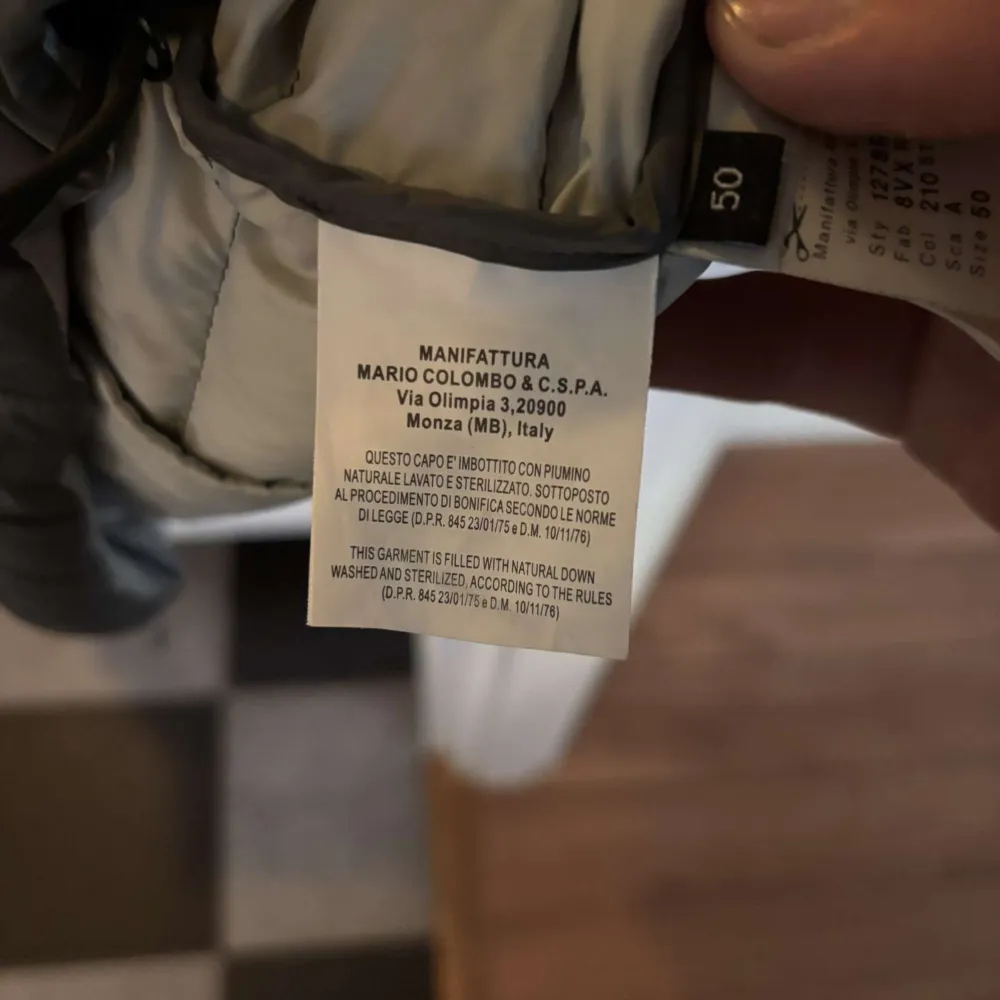 MANIFATTURA
MARIO COLOMBO & C.S.P.A.
Via Olimpia 3,20900
Monza (MB), Italy
QUESTO CAPO E' IMBOTTITO CON PIUMINO
NATURALE LAVATO E STERILIZZATO. SOTTOPOSTO
AL PROCEDIMENTO DI BONIFICA SECONDO LE NORME
DI LEGGE (D.P.R. 845 23/01/75 e D.M. 10/11/76)
THIS GARMENT IS FILLED WITH NATURAL DOWN
WASHED AND STERILIZED, ACCORDING TO THE RULES
(D.P.R. 845 23/01/75 e D.M. 10/11/76)
50
Manifattura
via
Sty
Fab 8VX
Col 210
Sca A
Size 50